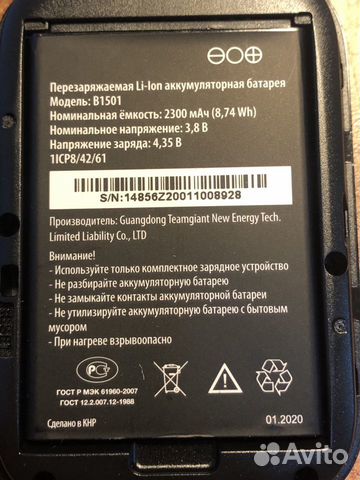 Перезаряжаемая Li-Ion аккумуляторная батарея
Модель: B1501
Номинальная ёмкость: 2300 мАч (8,74 Wh)
Номинальное напряжение: 3,8 В
Напряжение заряда: 4,35 В
1ICP8/42/61
S/N:14856Z20011008928
Производитель: Guangdong Teamgiant New Energy Tech.
Limited Liability Co., LTD
Внимание!
- Используйте только комплектное зарядное устройство
- Не разбирайте аккумуляторную батарею
- Не замыкайте контакты аккумуляторной батареи
- Не утилизируйте аккумуляторную батарею с бытовым
мусором
- При нагреве взрывоопасно
ГОСТ Р МЭК 61960-2007
ГОСТ 12.2.007.12-1988
Сделано в КНР
01.2020
Avito